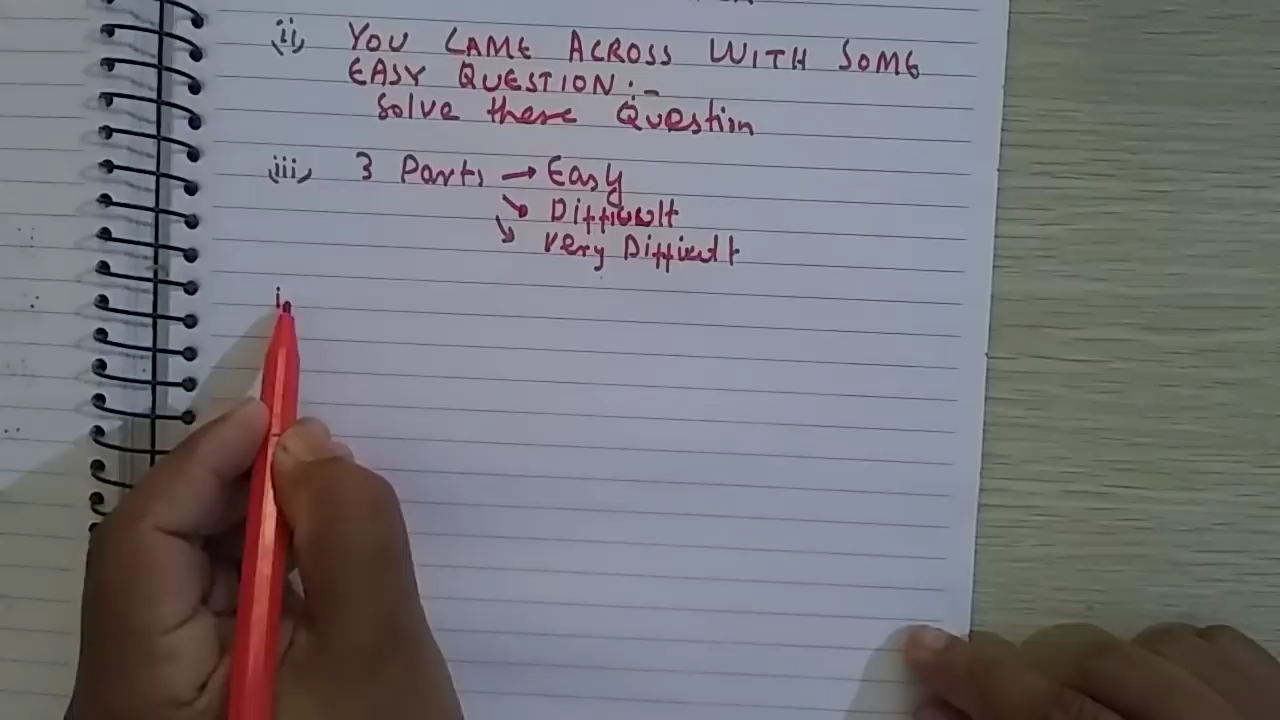 ii, YOU CAME ACROSS WITH SOME
EASY QUESTION :-
Solve these Question
iii, 3 Parts → Easy
↘ Difficult
↘ Very Difficult